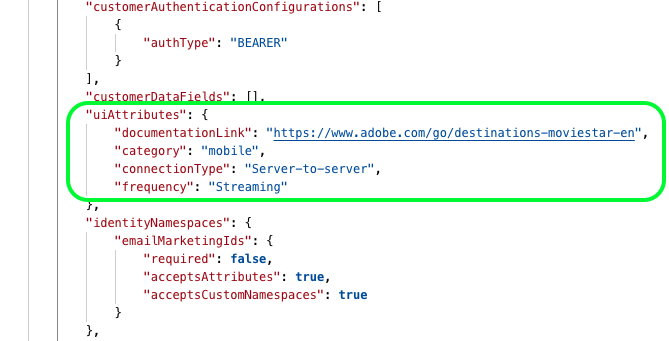 "customerAuthenticationConfigurations": [
{
"authType": "BEARER"
}
],
"customerDataFields": [],
"uiAttributes": {
"documentationLink": "https://www.adobe.com/go/destinations-moviestar-en",
"category": "mobile",
"connectionType": "Server-to-server",
"frequency": "Streaming"
},
"identityNamespaces": {
"emailMarketingIds": {
"required": false,
"acceptsAttributes": true,
"acceptsCustomNamespaces": true
}
},